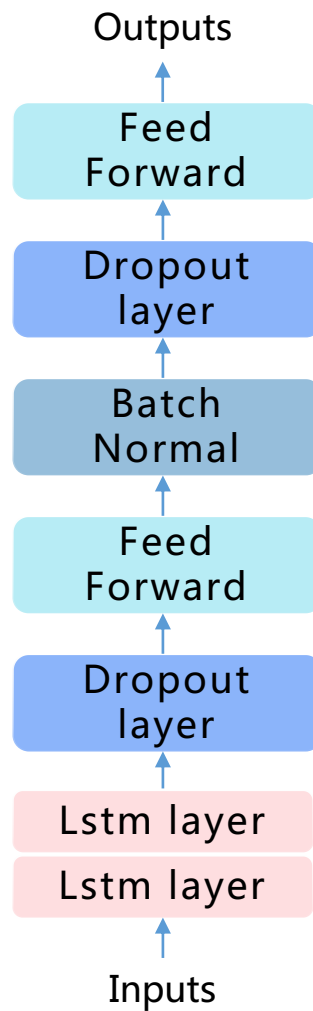 Outputs
Feed
Forward
Dropout
layer
Batch
Normal
Feed
Forward
Dropout
layer
Lstm layer
Lstm layer
Inputs